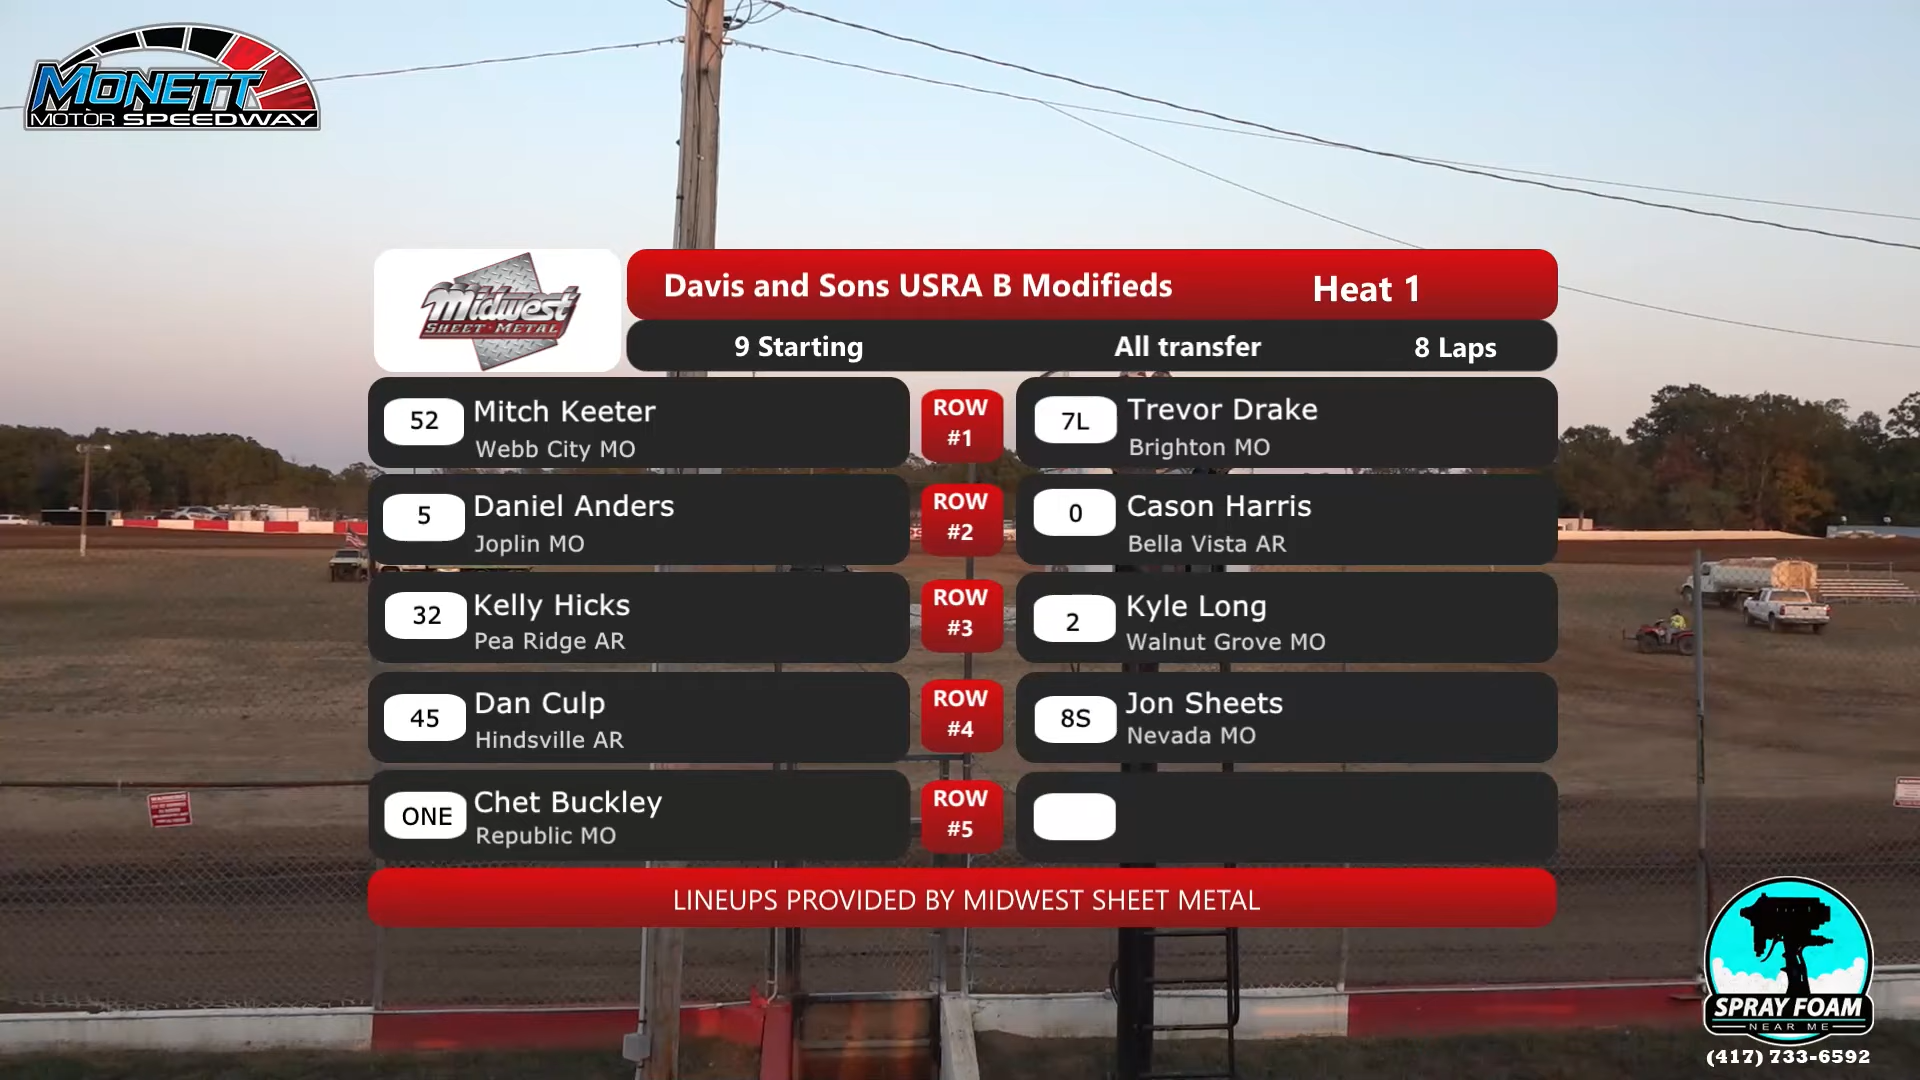 MONETT
MOTOR SPEEDWAY
Midwest
SHEET METAL
Davis and Sons USRA B Modifieds
Heat 1
9 Starting
All transfer
8 Laps
52
Mitch Keeter
Webb City MO
ROW
#1
7L
Trevor Drake
Brighton MO
5
Daniel Anders
Joplin MO
ROW
#2
0
Cason Harris
Bella Vista AR
32
Kelly Hicks
Pea Ridge AR
ROW
#3
2
Kyle Long
Walnut Grove MO
45
Dan Culp
Hindsville AR
ROW
#4
8S
Jon Sheets
Nevada MO
ONE
Chet Buckley
Republic MO
ROW
#5
LINEUPS PROVIDED BY MIDWEST SHEET METAL
SPRAY FOAM
NEAR ME
(417) 733-6592